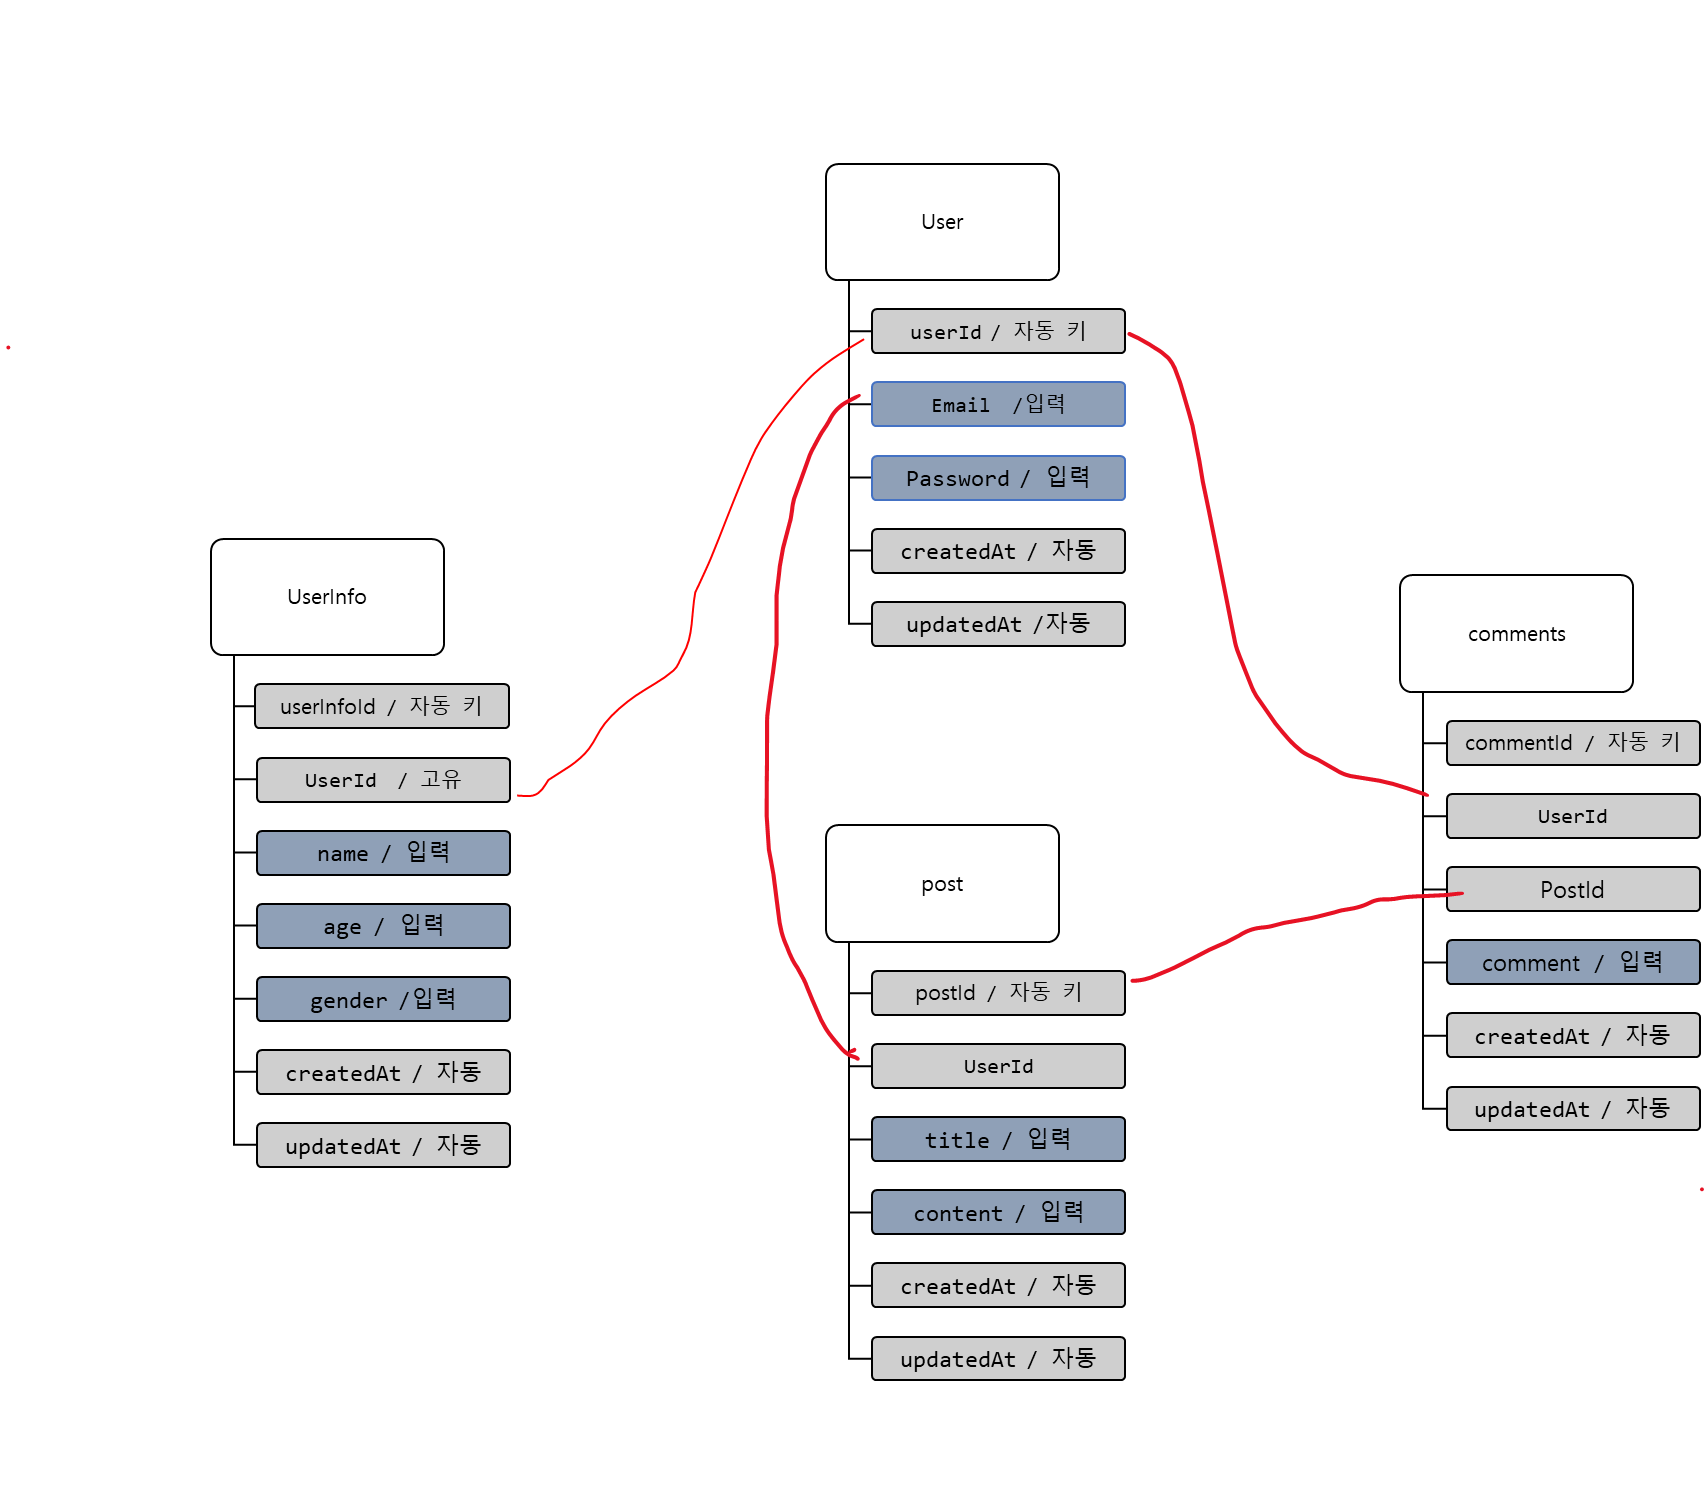 User
userId / 자동 키
Email /입력
Password / 입력
createdAt / 자동
updatedAt /자동
UserInfo
userInfoId / 자동 키
UserId / 고유
name / 입력
age / 입력
gender /입력
createdAt / 자동
updatedAt / 자동
post
postId / 자동 키
UserId
title / 입력
content / 입력
createdAt / 자동
updatedAt / 자동
comments
commentId / 자동 키
UserId
PostId
comment / 입력
createdAt / 자동
updatedAt / 자동